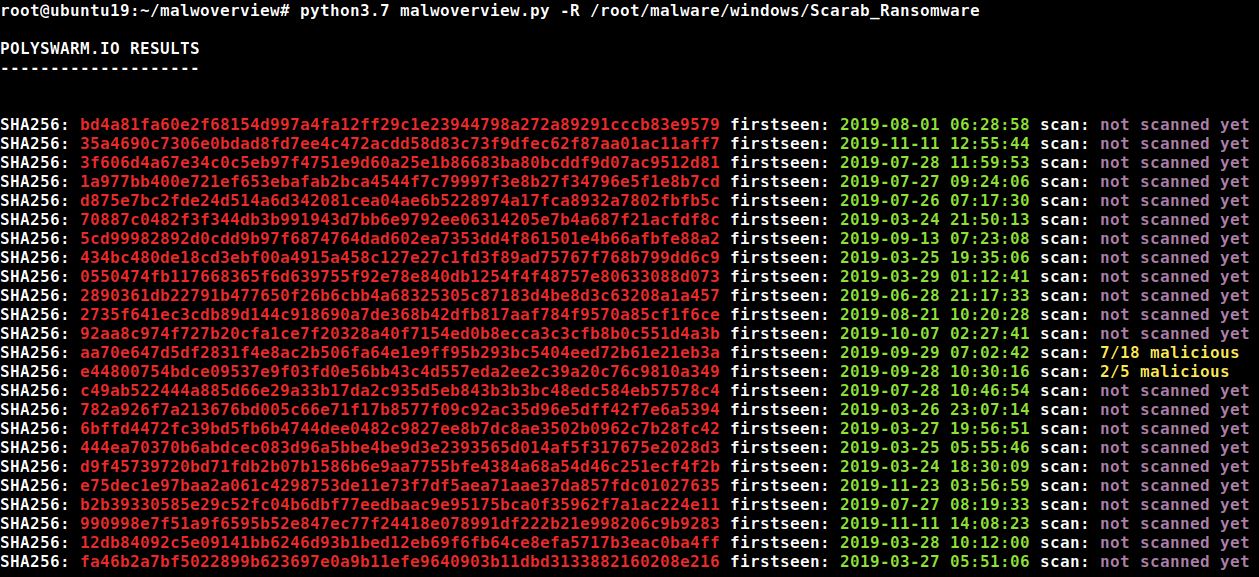 root@ubuntu19:~/malwoverview# python3.7 malwoverview.py -R /root/malware/windows/Scarab_Ransomware
POLYSWARM.IO RESULTS
--------------------
SHA256: bd4a81fa60e2f68154d997a4fa12ff29c1e23944798a272a89291cccb83e9579 firstseen: 2019-08-01 06:28:58 scan: not scanned yet
SHA256: 35a4690c7306e0bdad8fd7ee4c472acdd58d83c73f9dfec62f87aa01ac11aff7 firstseen: 2019-11-11 12:55:44 scan: not scanned yet
SHA256: 3f606d4a67e34c0c5eb97f4751e9d60a25e1b86683ba80bcddf9d07ac9512d81 firstseen: 2019-07-28 11:59:53 scan: not scanned yet
SHA256: 1a977bb400e721ef653ebafab2bca4544f7c79997f3e8b27f34796e5f1e8b7cd firstseen: 2019-07-27 09:24:06 scan: not scanned yet
SHA256: d875e7bc2fde24d514a6d342081cea04ae6b5228974a17fca8932a7802fbfb5c firstseen: 2019-07-26 07:17:30 scan: not scanned yet
SHA256: 70887c0482f3f344db3b991943d7bb6e9792ee06314205e7b4a687f21acfdf8c firstseen: 2019-03-24 21:50:13 scan: not scanned yet
SHA256: 5cd99982892d0cdd9b97f6874764dad602ea7353dd4f861501e4b66afbfe88a2 firstseen: 2019-09-13 07:23:08 scan: not scanned yet
SHA256: 434bc480de18cd3ebf00a4915a458c127e27c1fd3f89ad75767f768b799dd6c9 firstseen: 2019-03-25 19:35:06 scan: not scanned yet
SHA256: 0550474fb117668365f6d639755f92e78e840db1254f4f48757e80633088d073 firstseen: 2019-03-29 01:12:41 scan: not scanned yet
SHA256: 2890361db22791b477650f26b6cbb4a68325305c87183d4be8d3c63208a1a457 firstseen: 2019-06-28 21:17:33 scan: not scanned yet
SHA256: 2735f641ec3cdb89d144c918690a7de368b42dfb817aaf784f9570a85cf1f6ce firstseen: 2019-08-21 10:20:28 scan: not scanned yet
SHA256: 92aa8c974f727b20cfa1ce7f20328a40f7154ed0b8ecca3c3cfb8b0c551d4a3b firstseen: 2019-10-07 02:27:41 scan: not scanned yet
SHA256: aa70e647d5df2831f4e8ac2b506fa64e1e9ff95b293bc5404eed72b61e21eb3a firstseen: 2019-09-29 07:02:42 scan: 7/18 malicious
SHA256: e44800754bdce09537e9f03fd0e56bb43c4d557eda2ee2c39a20c76c9810a349 firstseen: 2019-09-28 10:30:16 scan: 2/5 malicious
SHA256: c49ab522444a885d66e29a33b17da2c935d5eb843b3b3bc48edc584eb57578c4 firstseen: 2019-07-28 10:46:54 scan: not scanned yet
SHA256: 782a926f7a213676bd005c66e71f17b8577f09c92ac35d96e5dff42f7e6a5394 firstseen: 2019-03-26 23:07:14 scan: not scanned yet
SHA256: 6bffd4472fc39bd5fb6b4744dee0482c9827ee8b7dc8ae3502b0962c7b28fc42 firstseen: 2019-03-27 19:56:51 scan: not scanned yet
SHA256: 444ea70370b6abdcec083d96a5bbe4be9d3e2393565d014af5f317675e2028d3 firstseen: 2019-03-25 05:55:46 scan: not scanned yet
SHA256: d9f45739720bd71fdb2b07b1586b6e9aa7755bfe4384a68a54d46c251ecf4f2b firstseen: 2019-03-24 18:30:09 scan: not scanned yet
SHA256: e75dec1e97baa2a061c4298753de11e73f7df5aea71aae37da857fdc01027635 firstseen: 2019-11-23 03:56:59 scan: not scanned yet
SHA256: b2b39330585e29c52fc04b6dbf77eedbaac9e95175bca0f35962f7a1ac224e11 firstseen: 2019-07-27 08:19:33 scan: not scanned yet
SHA256: 990998e7f51a9f6595b52e847ec77f24418e078991df222b21e998206c9b9283 firstseen: 2019-11-11 14:08:23 scan: not scanned yet
SHA256: 12db84092c5e09141bb6246d93b1bed12eb69f6fb64ce8efa5717b3eac0ba4ff firstseen: 2019-03-28 10:12:00 scan: not scanned yet
SHA256: fa46b2a7bf5022899b623697e0a9b11efe9640903b11dbd3133882160208e216 firstseen: 2019-03-27 05:51:06 scan: not scanned yet